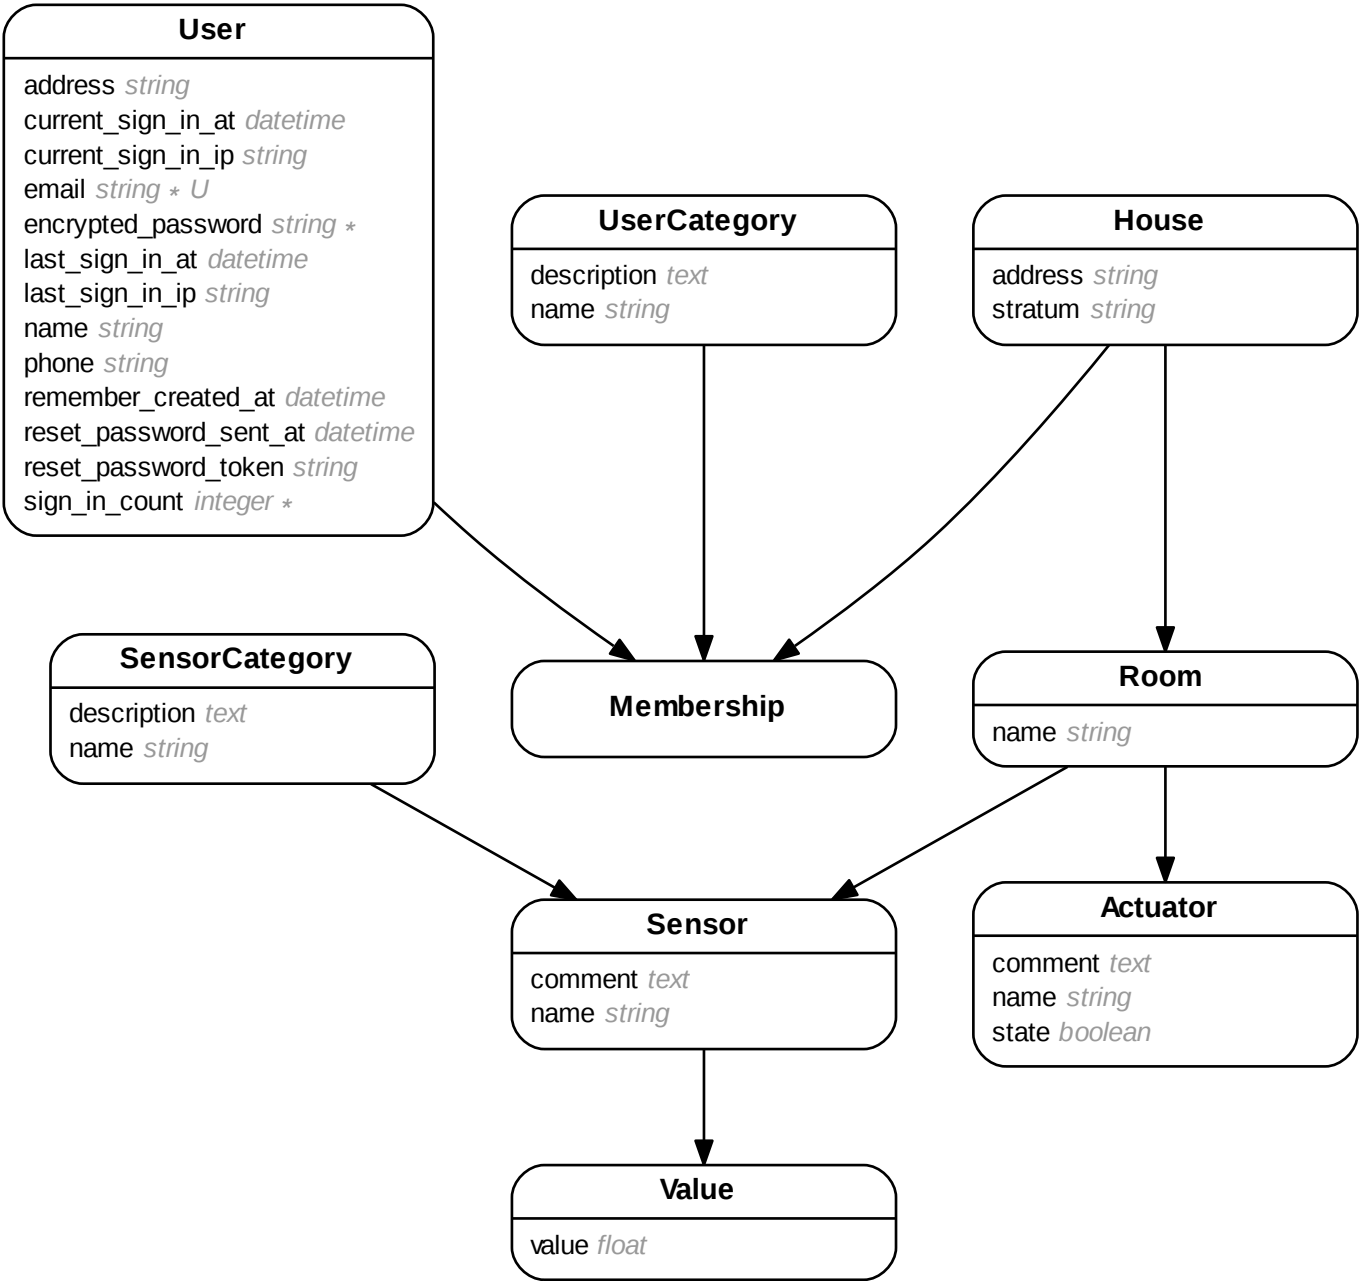 User
address string
current_sign_in_at datetime
current_sign_in_ip string
email string * U
encrypted_password string *
last_sign_in_at datetime
last_sign_in_ip string
name string
phone string
remember_created_at datetime
reset_password_sent_at datetime
reset_password_token string
sign_in_count integer *
UserCategory
description text
name string
House
address string
stratum string
SensorCategory
description text
name string
Membership
Room
name string
Sensor
comment text
name string
Actuator
comment text
name string
state boolean
Value
value float